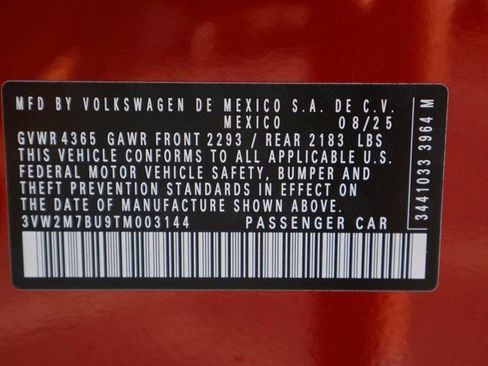 MFD BY VOLKSWAGEN DE MEXICO S.A. DE C.V.
MEXICO 08/25
GVWR 4365 GAWR FRONT 2293 / REAR 2183 LBS
THIS VEHICLE CONFORMS TO ALL APPLICABLE U.S.
FEDERAL MOTOR VEHICLE SAFETY, BUMPER AND
THEFT PREVENTION STANDARDS IN EFFECT ON
THE DATE OF MANUFACTURE SHOWN ABOVE.
3VW2M7BU9TM003144 PASSENGER CAR
3441033 3964 M